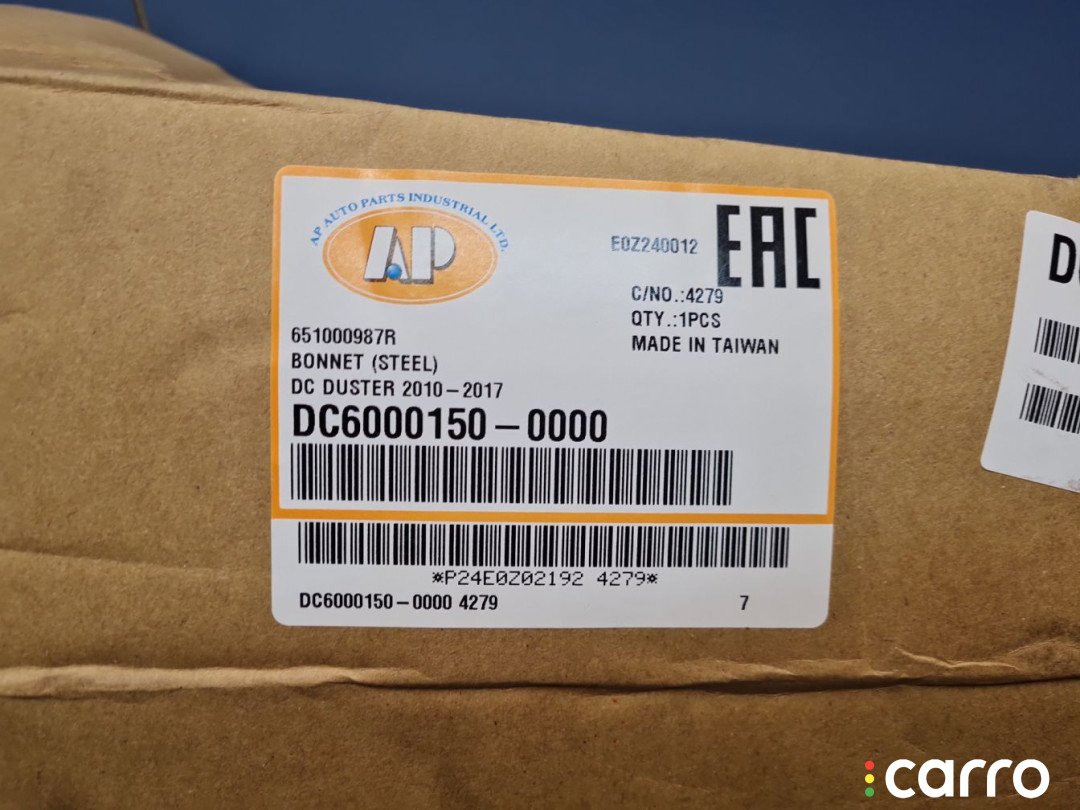 AP AUTO PARTS INDUSTRIAL LTD.
AP
E0Z240012
EAC
C/NO.:4279
QTY.:1PCS
MADE IN TAIWAN
651000987R
BONNET (STEEL)
DC DUSTER 2010-2017
DC6000150-0000
*P24E0Z02192 4279*
DC6000150-0000 4279
7
carro